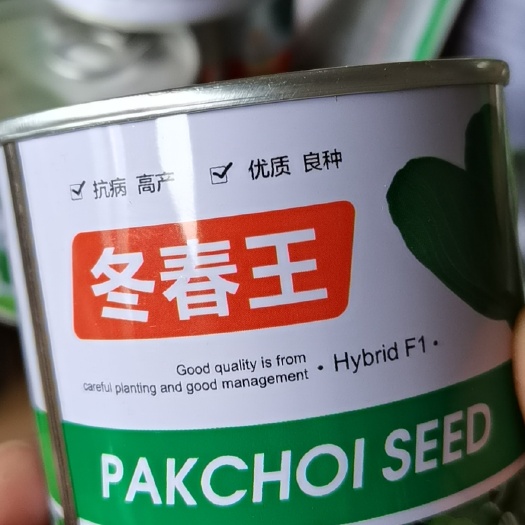 ☑ 抗病 高产 ☑ 优质 良种
冬春王
Good quality is from
careful planting and good management
· Hybrid F1 ·
PAKCHOI SEED